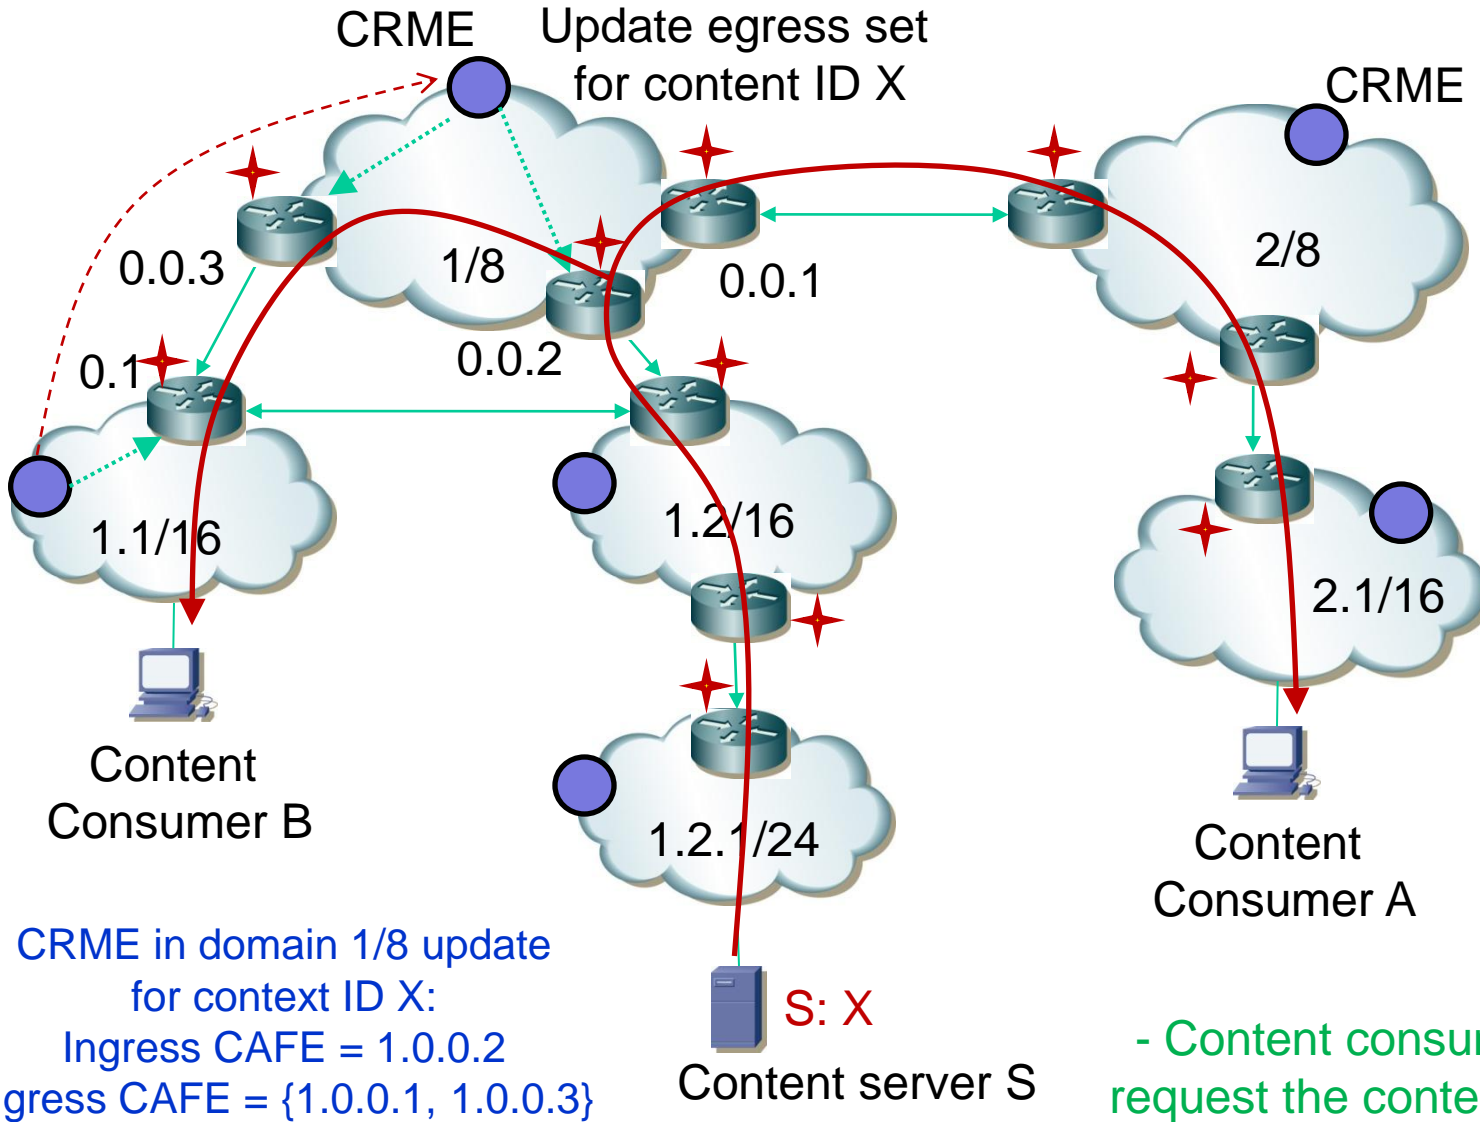 CRME
Update egress set
for content ID X
CRME
0.0.3
1/8
0.0.1
2/8
0.1
0.0.2
1.1/16
1.2/16
2.1/16
Content
Consumer B
1.2.1/24
Content
Consumer A
CRME in domain 1/8 update
for context ID X:
Ingress CAFE = 1.0.0.2
gress CAFE = {1.0.0.1, 1.0.0.3}
S: X
Content server S
- Content consu
request the conte